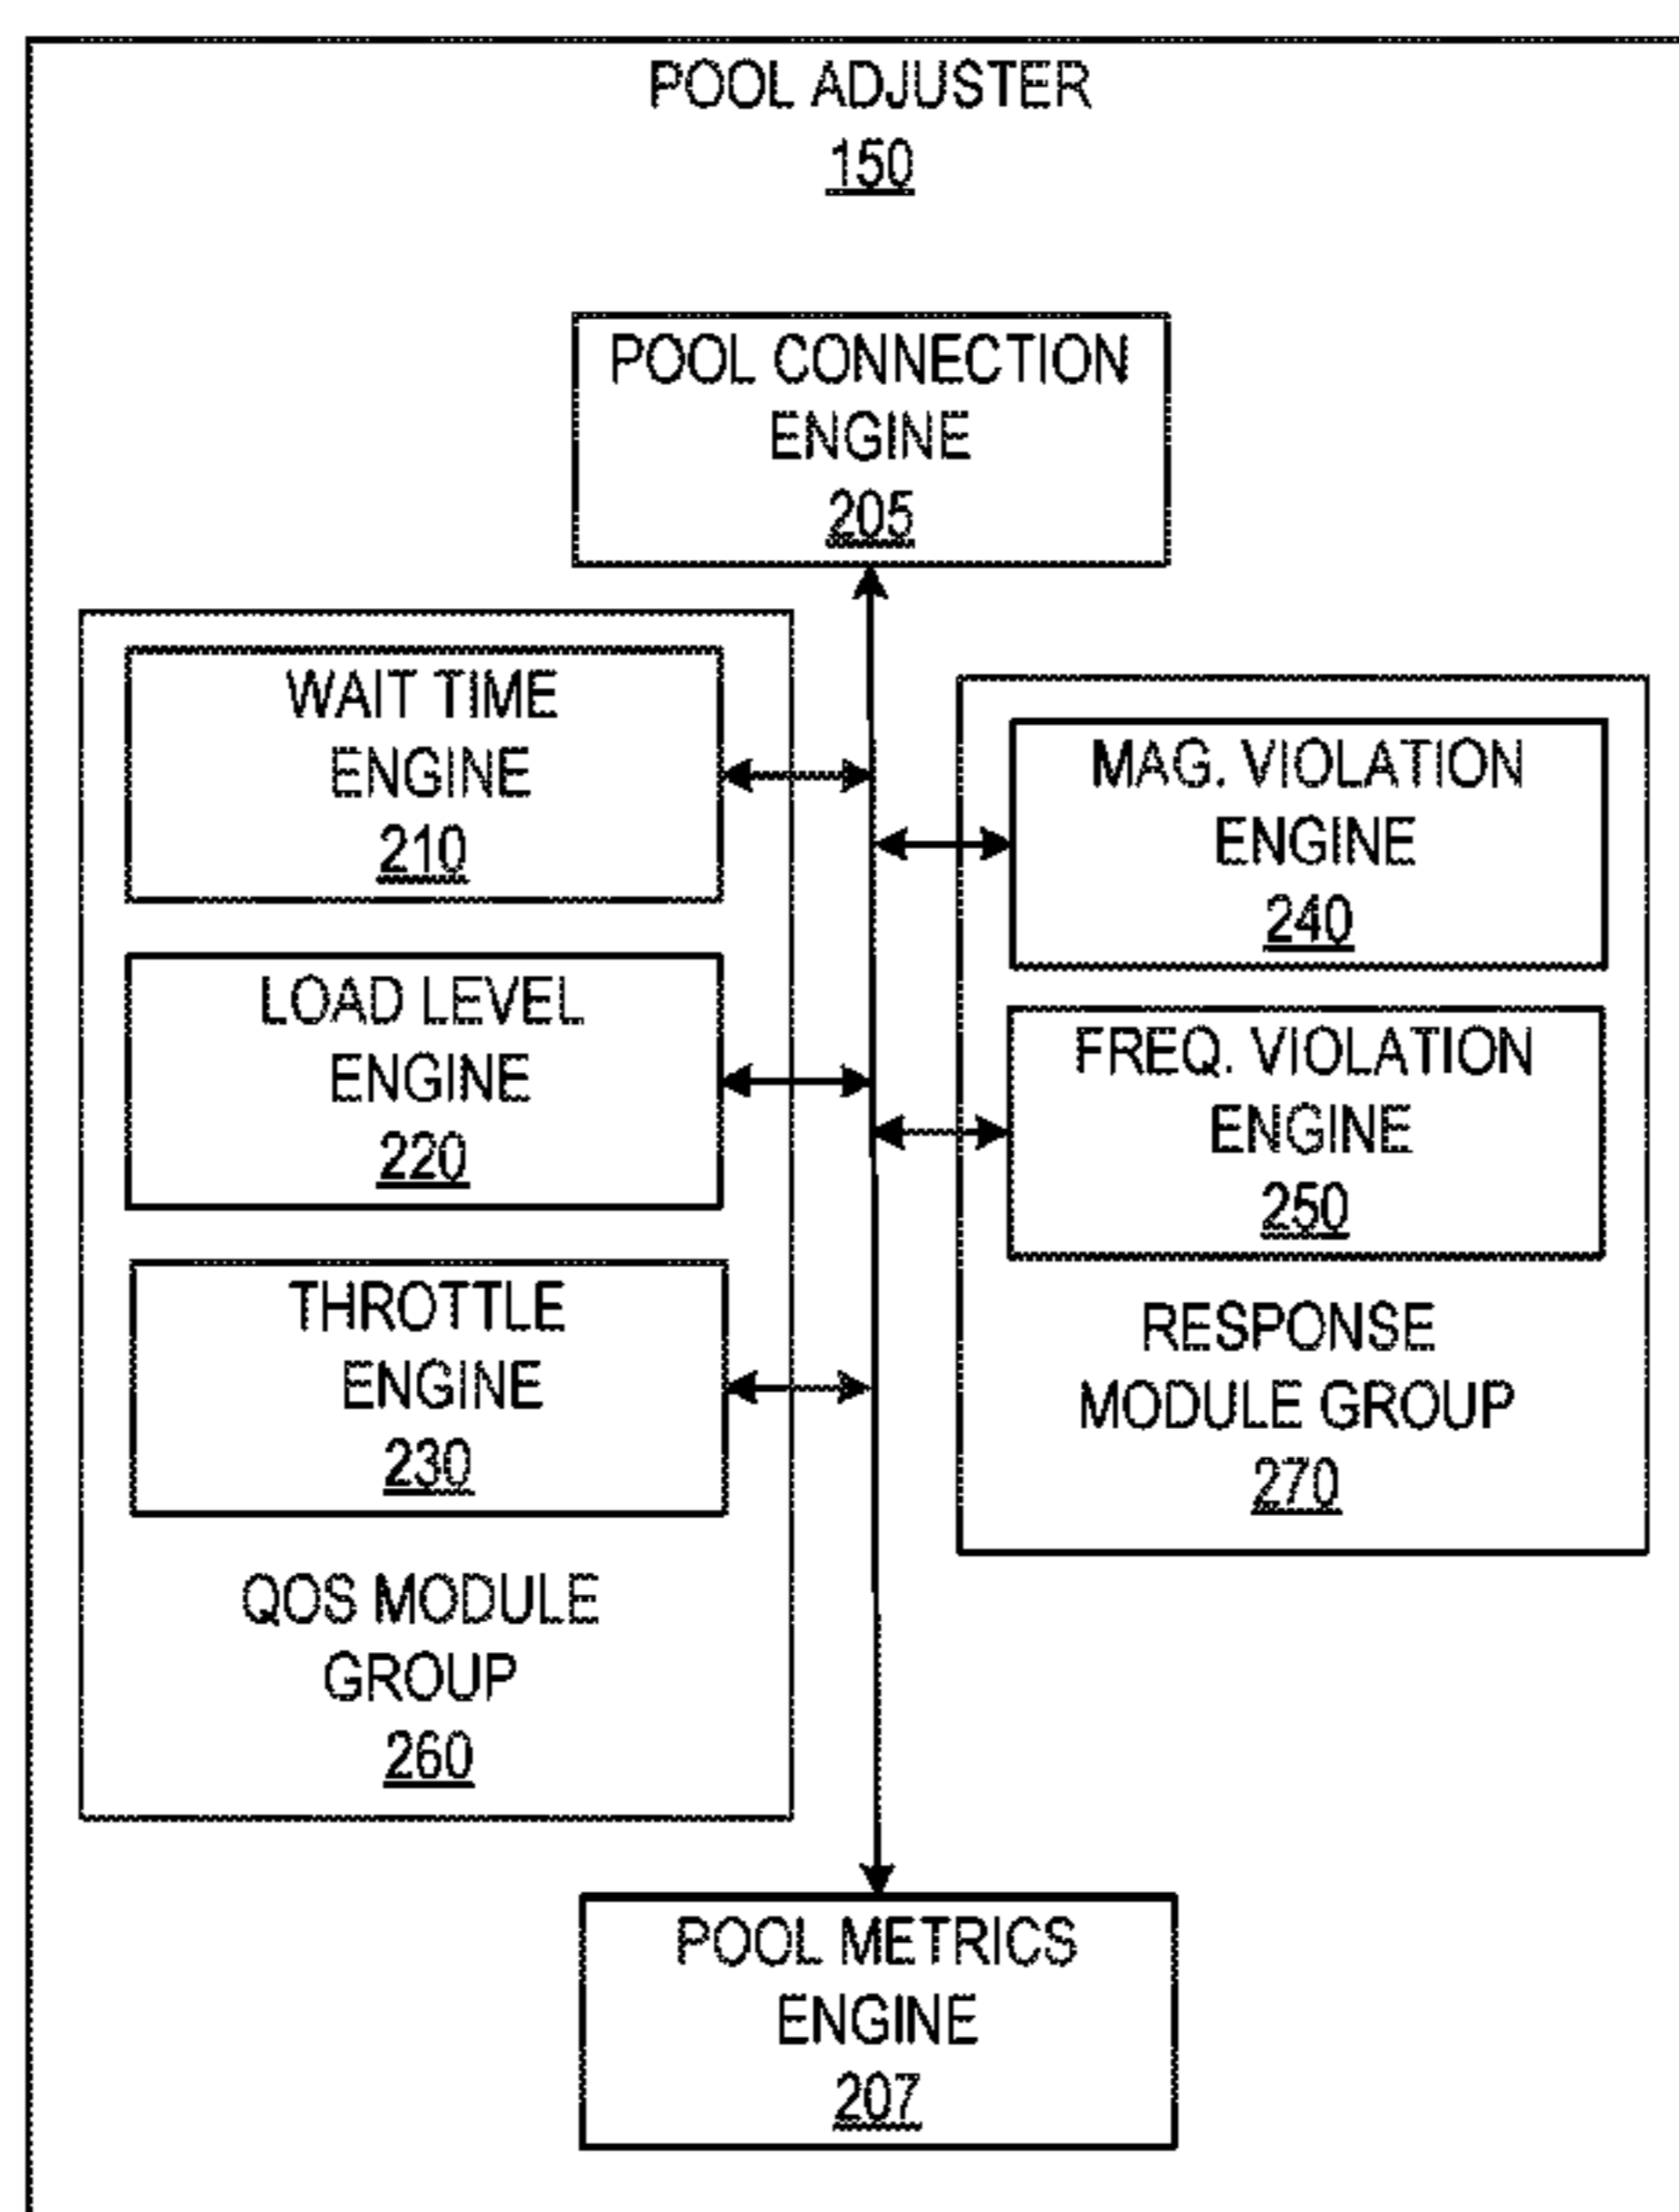 POOL ADJUSTER
150
POOL CONNECTION
ENGINE
205
WAIT TIME
ENGINE
210
LOAD LEVEL
ENGINE
220
THROTTLE
ENGINE
230
QOS MODULE
GROUP
260
MAG. VIOLATION
ENGINE
240
FREQ. VIOLATION
ENGINE
250
RESPONSE
MODULE GROUP
270
POOL METRICS
ENGINE
207